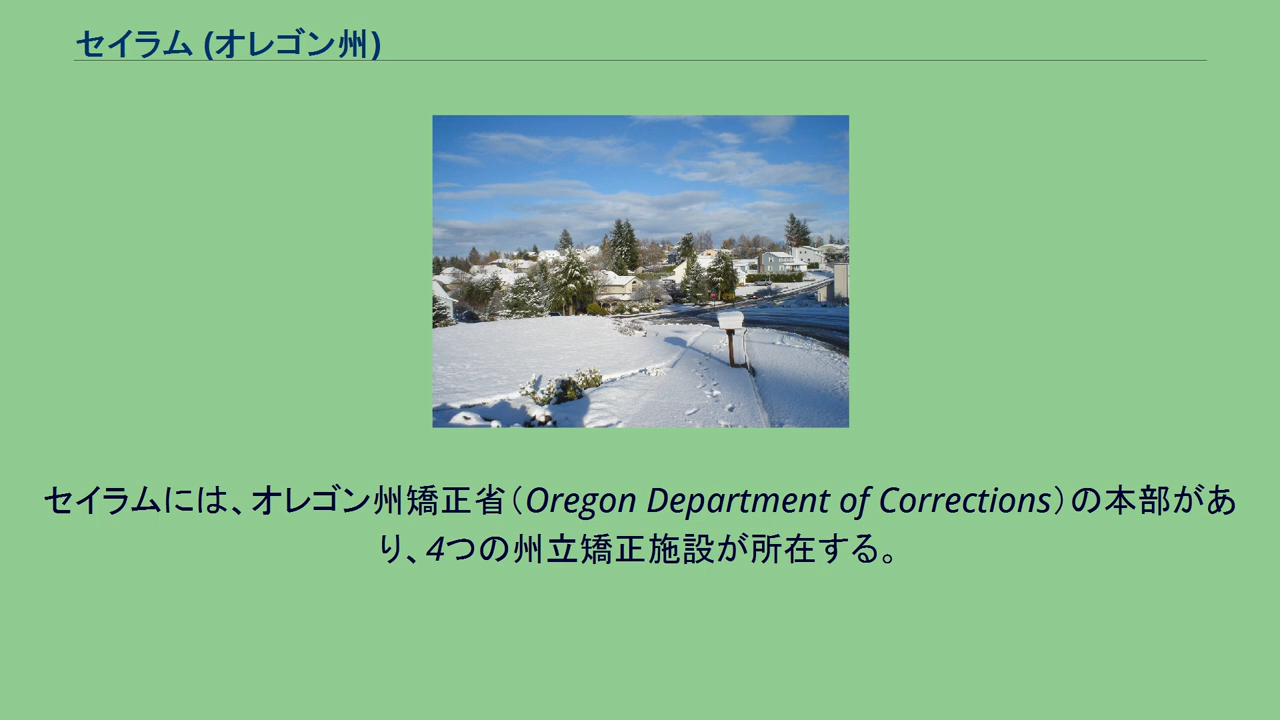 セイラム (オレゴン州)
セイラムには、オレゴン州矯正省（Oregon Department of Corrections）の本部があ
り、4つの州立矯正施設が所在する。